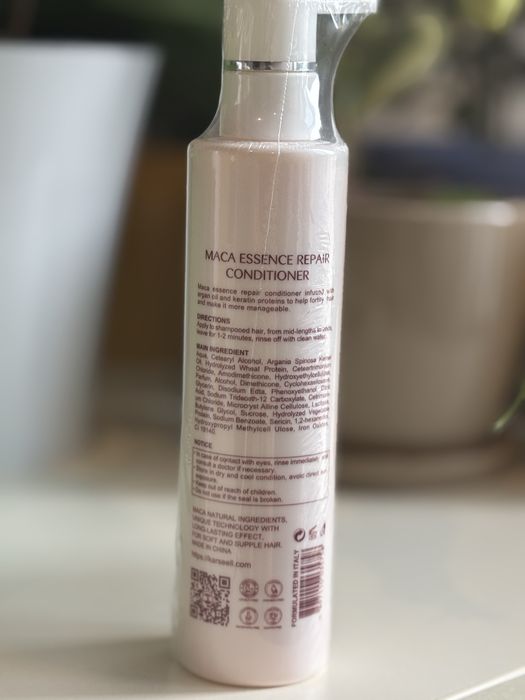 MACA ESSENCE REPAIR
CONDITIONER
Maca essence repair conditioner infused with
argan oil and keratin proteins to help fortify
and make it more manageable.
DIRECTIONS
Apply to shampooed hair, from mid-lengths to
leave for 1-2 minutes, rinse off with clean water.
MAIN INGREDIENT
Aqua, Cetearyl Alcohol, Argania Spinosa Kernel
Oil, Hydrolyzed Wheat Protein, Ceteartrimonium
Chloride, Amodimethicone, Hydroxyethylcellulose,
Parfum, Alcohol, Dimethicone, Cyclohexasiloxane,
Glycerin, Disodium Edta, Phenoxyethanol, Citric
Acid, Sodium Trideceth-12 Carboxylate,
Chloride, Microcryst Alline Cellulose,
Butylene Glycol, Sucrose, Hydrolyzed Vegetable
Protein, Sodium Benzoate, Sericin, 1,2-hexanediol,
Hydroxypropyl Methylcell Ulose, Iron Oxides,
CI 19140.
NOTICE
In case of contact with eyes, rinse immediately and
consult a doctor if necessary.
Store in dry and cool condition, avoid direct sun
exposure.
Keep out of reach of children.
Do not use if the seal is broken.
MACA NATURAL INGREDIENTS,
UNIQUE TECHNOLOGY WITH
LONG-LASTING EFFECT,
FOR SOFT AND SUPPLE HAIR.
MADE IN CHINA
https://karseell.com
FORMULATED IN ITALY